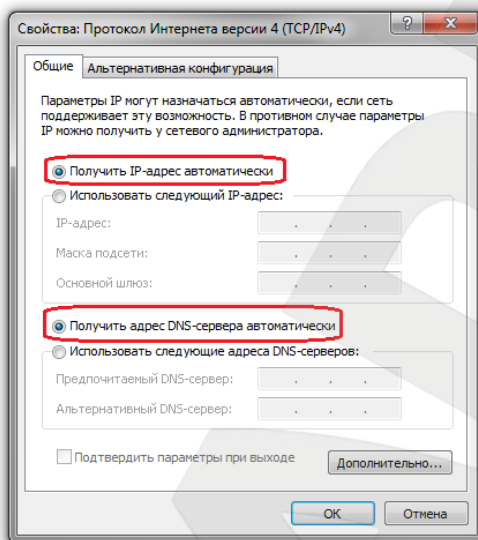 Свойства: Протокол Интернета версии 4 (TCP/IPv4)
Общие Альтернативная конфигурация
Параметры IP могут назначаться автоматически, если сеть
поддерживает эту возможность. В противном случае параметры
IP можно получить у сетевого администратора.
Получить IP-адрес автоматически
Использовать следующий IP-адрес:
IP-адрес:
Маска подсети:
Основной шлюз:
Получить адрес DNS-сервера автоматически
Использовать следующие адреса DNS-серверов:
Предпочитаемый DNS-сервер:
Альтернативный DNS-сервер:
Подтвердить параметры при выходе
Дополнительно...
ОК Отмена